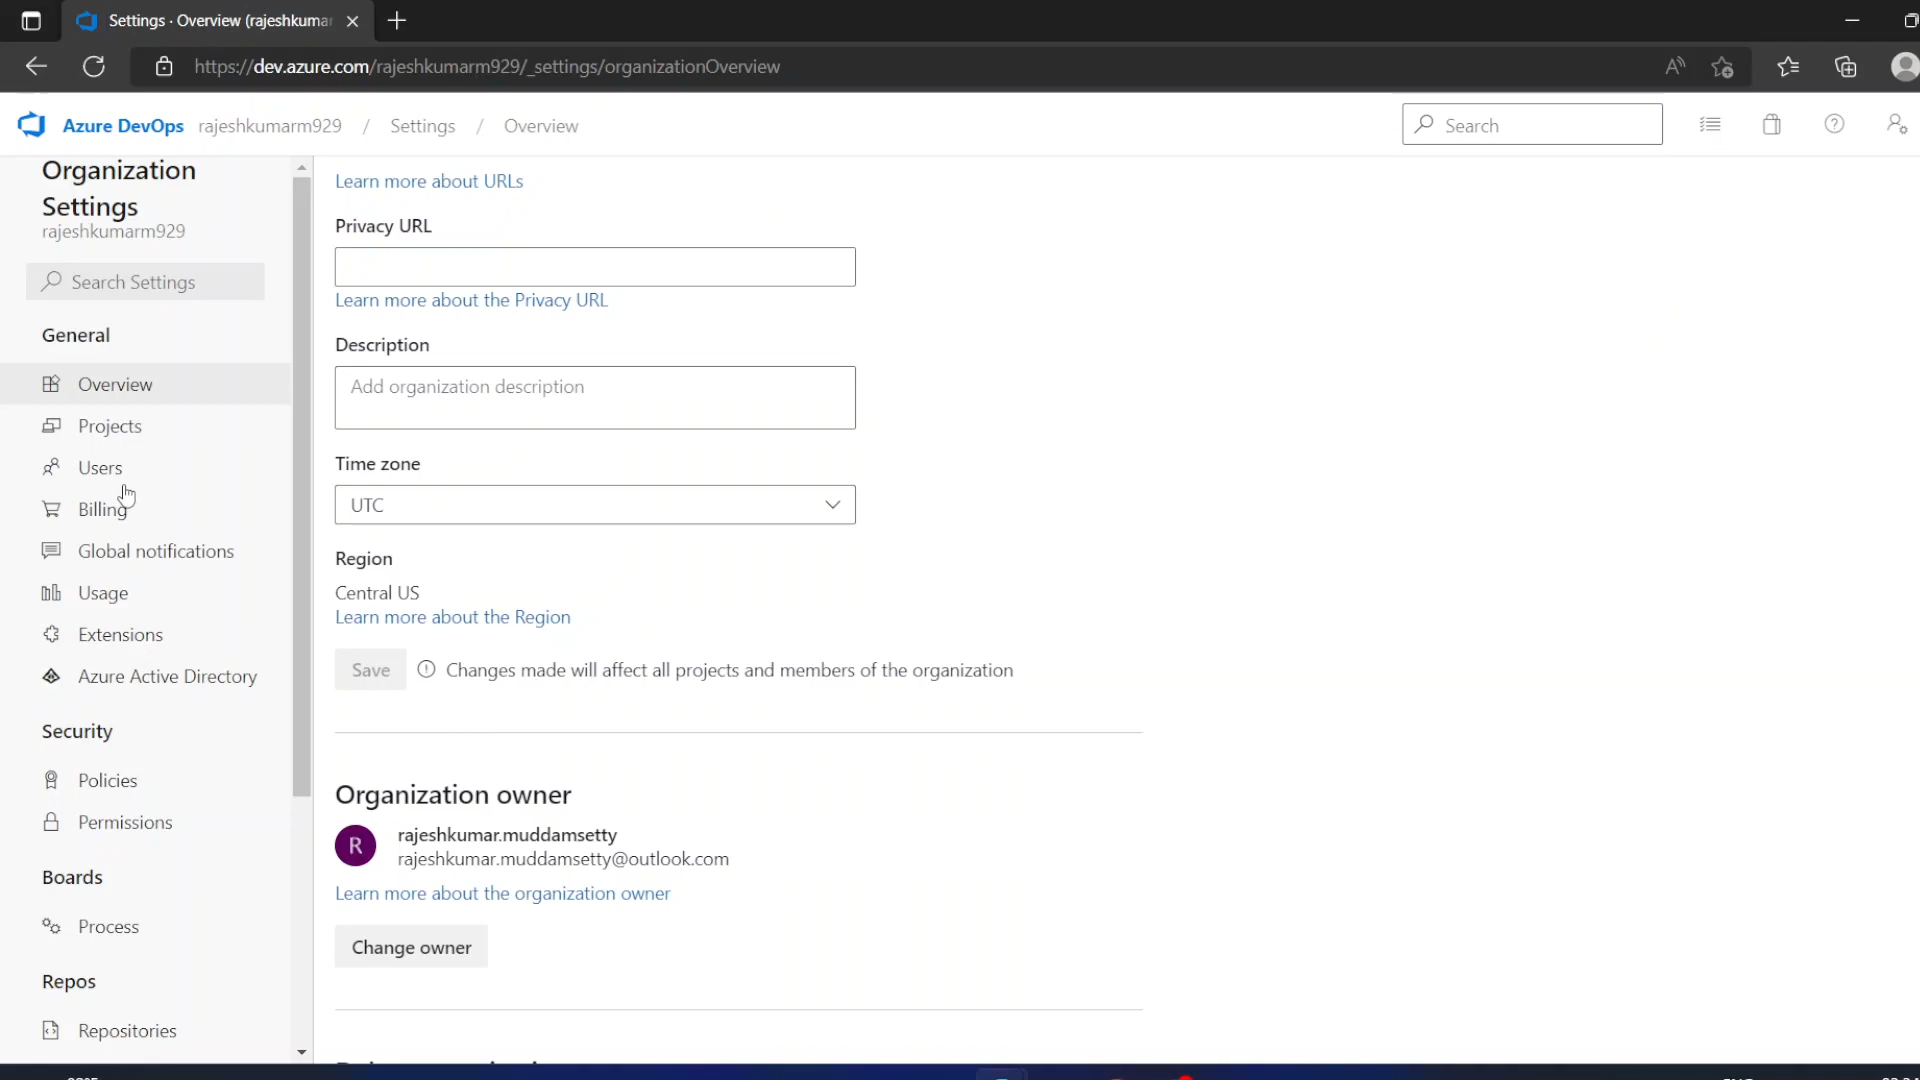 Settings · Overview (rajeshkumar
https://dev.azure.com/rajeshkumarm929/_settings/organizationOverview
Azure DevOps rajeshkumarm929 / Settings / Overview
Search
Organization
Settings
rajeshkumarm929
Search Settings
General
Overview
Projects
Users
Billing
Global notifications
Usage
Extensions
Azure Active Directory
Security
Policies
Permissions
Boards
Process
Repos
Repositories
Learn more about URLs
Privacy URL
Learn more about the Privacy URL
Description
Add organization description
Time zone
UTC
Region
Central US
Learn more about the Region
Save
Changes made will affect all projects and members of the organization
Organization owner
R
rajeshkumar.muddamsetty
rajeshkumar.muddamsetty@outlook.com
Learn more about the organization owner
Change owner